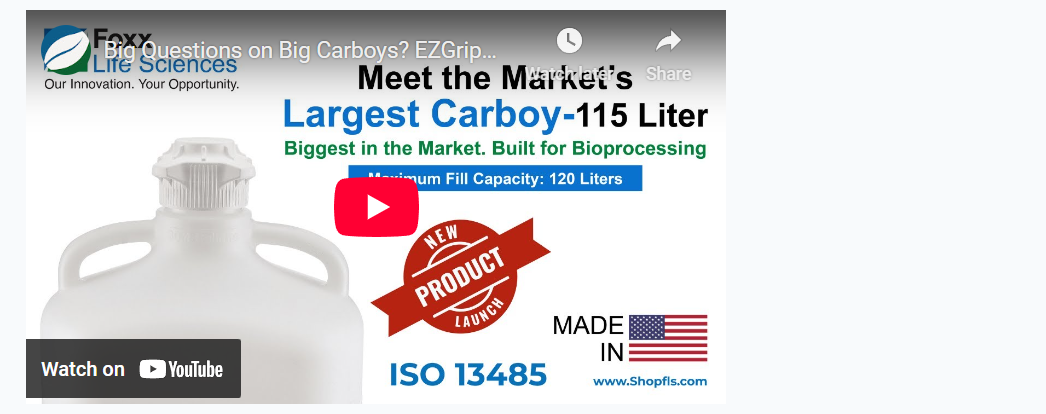 Foxx
Life Sciences
Our Innovation. Your Opportunity.
Big Questions on Big Carboys? EZGrip...
Watch later
Share
Meet the Market's
Largest Carboy-115 Liter
Biggest in the Market. Built for Bioprocessing
Maximum Fill Capacity: 120 Liters
NEW
PRODUCT
LAUNCH
MADE
IN
ISO 13485
www.Shopfls.com
Watch on YouTube